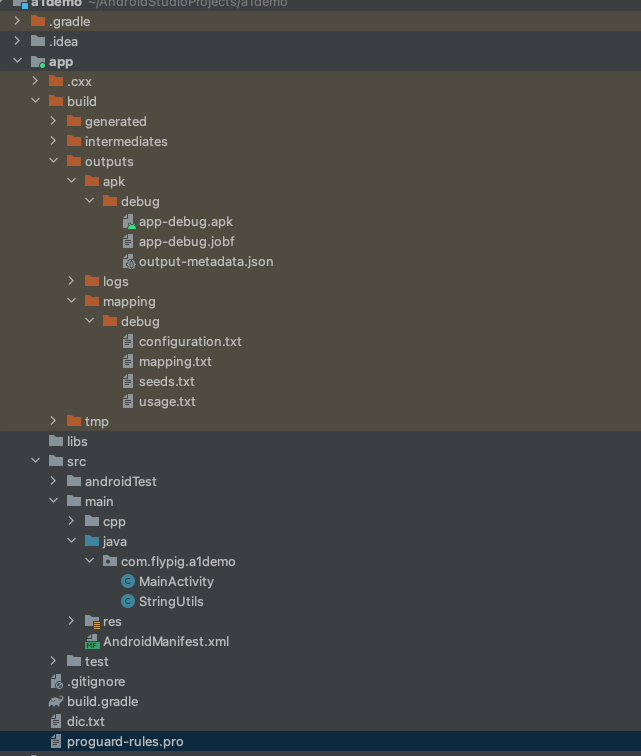 a1demo ~/AndroidStudioProjects/a1demo
.gradle
.idea
app
.cxx
build
generated
intermediates
outputs
apk
debug
app-debug.apk
app-debug.jobf
output-metadata.json
logs
mapping
debug
configuration.txt
mapping.txt
seeds.txt
usage.txt
tmp
libs
src
androidTest
main
cpp
java
com.flypig.a1demo
C MainActivity
C StringUtils
res
MF AndroidManifest.xml
test
.gitignore
build.gradle
dic.txt
proguard-rules.pro